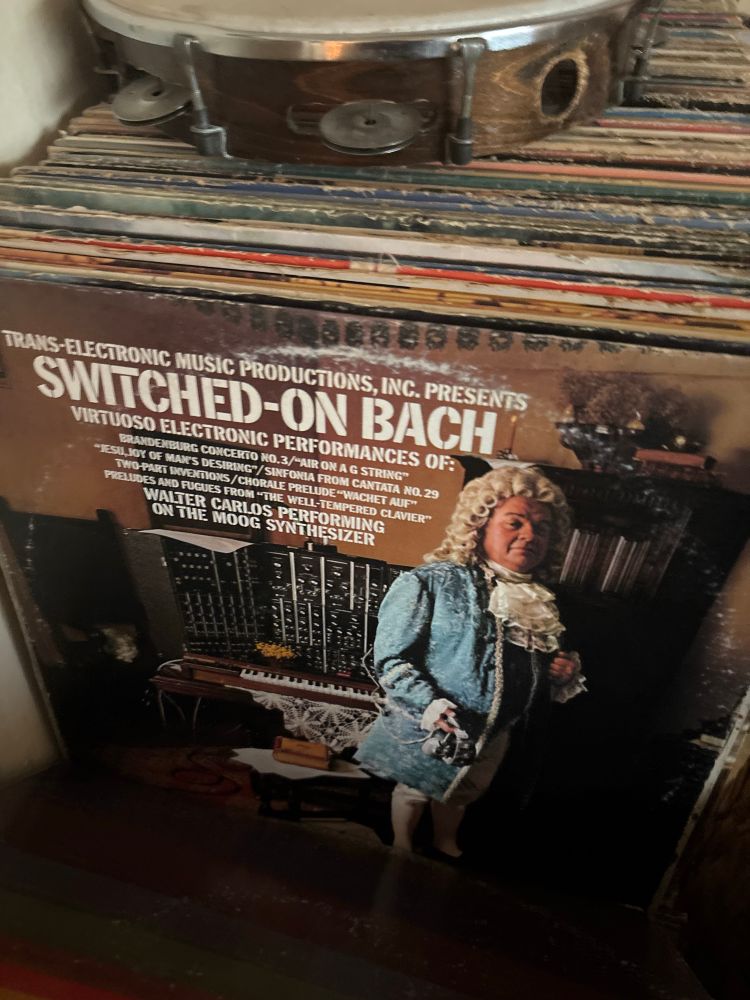 TRANS-ELECTRONIC MUSIC PRODUCTIONS, INC. PRESENTS
SWITCHED-ON BACH
VIRTUOSO ELECTRONIC PERFORMANCES OF:
BRANDENBURG CONCERTO NO.3/"AIR ON A G STRING"
"JESU, JOY OF MAN'S DESIRING"/SINFONIA FROM CANTATA NO. 29
TWO-PART INVENTIONS/CHORALE PRELUDE "WACHET AUF"
PRELUDES AND FUGUES FROM "THE WELL-TEMPERED CLAVIER"
WALTER CARLOS PERFORMING
ON THE MOOG SYNTHESIZER